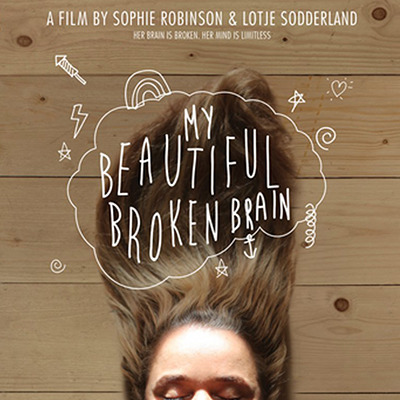 A FILM BY SOPHIE ROBINSON & LOTJE SODDERLAND
HER BRAIN IS BROKEN. HER MIND IS LIMITLESS
MY
BEAUTIFUL
BROKEN BRAIN